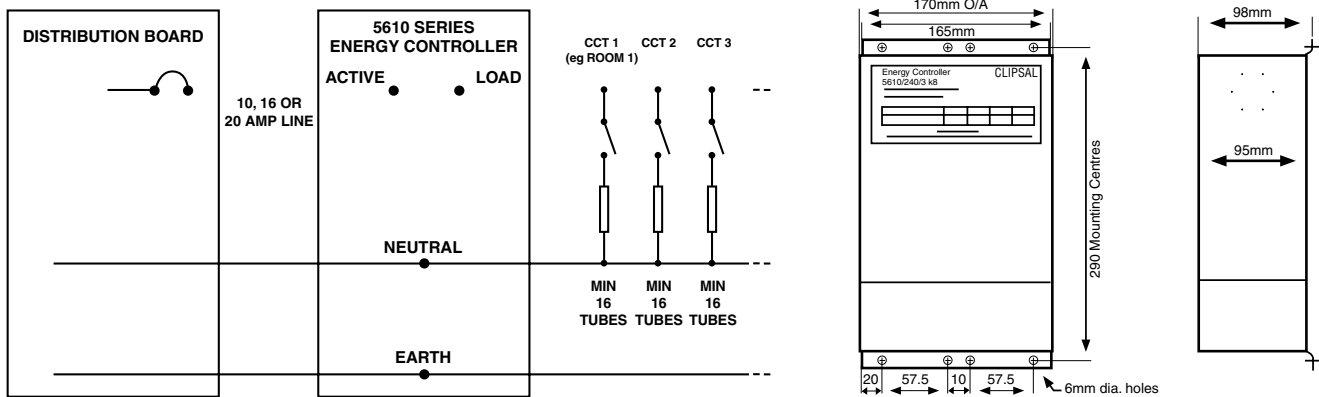 DISTRIBUTION BOARD
10, 16 OR
20 AMP LINE
5610 SERIES
ENERGY CONTROLLER
ACTIVE
LOAD
NEUTRAL
EARTH
CCT 1
(eg ROOM 1)
CCT 2
CCT 3
MIN
16
TUBES
MIN
16
TUBES
MIN
16
TUBES
170mm O/A
165mm
Energy Controller
5610/240/3 k8
CLIPSAL
290 Mounting Centres
20
57.5
10
57.5
6mm dia. holes
98mm
95mm